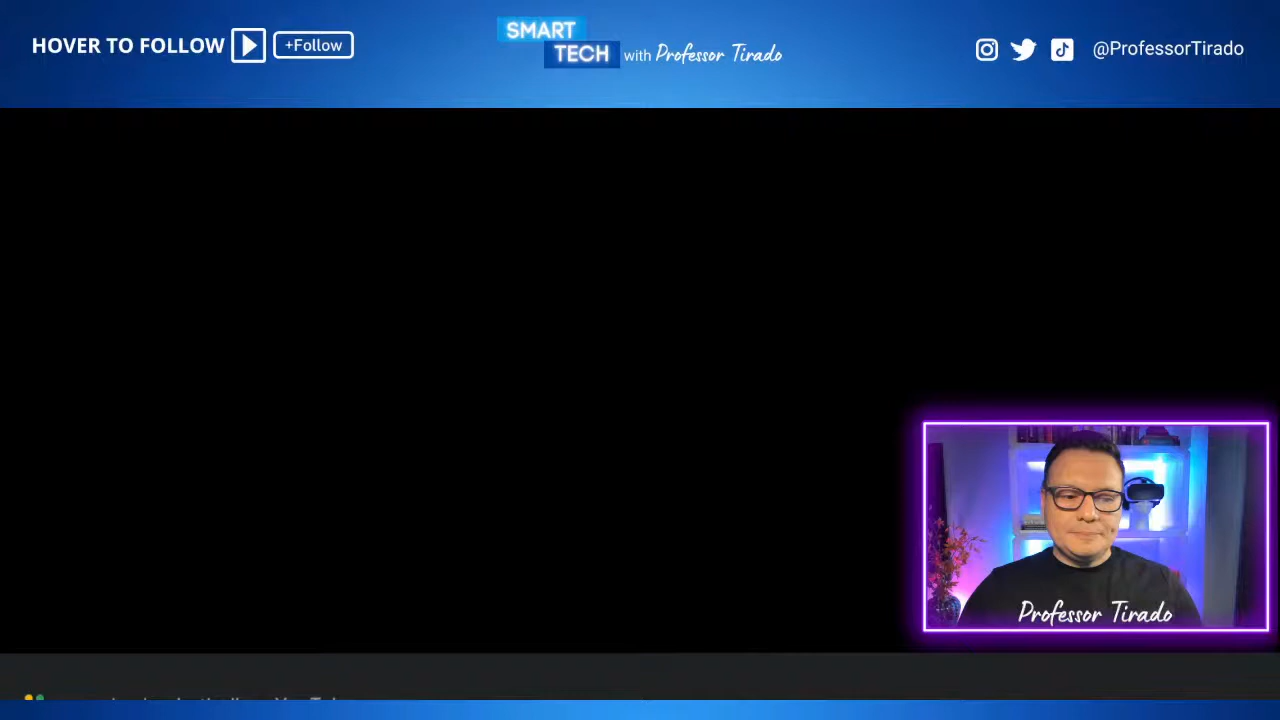 HOVER TO FOLLOW +Follow
SMART
TECH with Professor Tirado
@ProfessorTirado
Professor Tirado